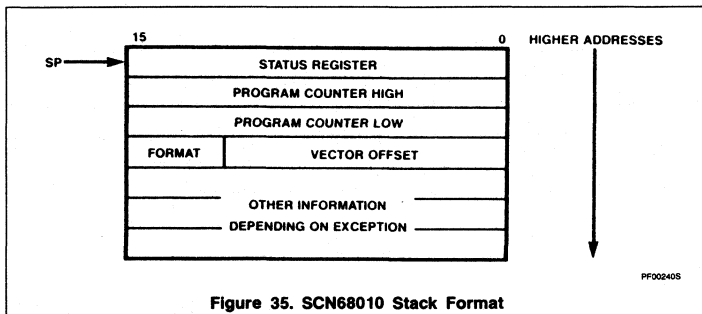 15 0 HIGHER ADDRESSES
SP
STATUS REGISTER
PROGRAM COUNTER HIGH
PROGRAM COUNTER LOW
FORMAT VECTOR OFFSET
OTHER INFORMATION
DEPENDING ON EXCEPTION
PF00240S
Figure 35. SCN68010 Stack Format